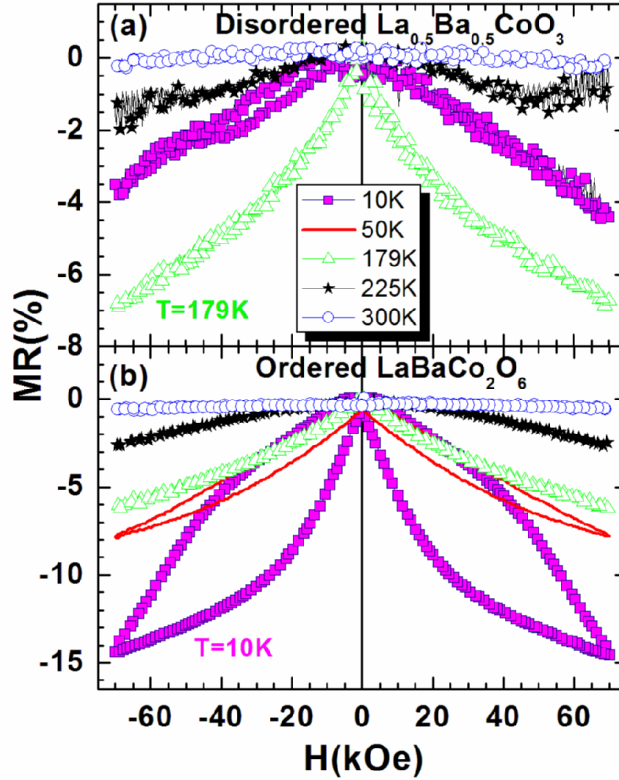 (a) Disordered La0.5Ba0.5CoO3
0
-2
-4
-6
-8
10K
50K
179K
225K
300K
T=179K
MR(%)
(b) Ordered LaBaCo2O6
0
-5
-10
-15
T=10K
-60 -40 -20 0 20 40 60
H(kOe)